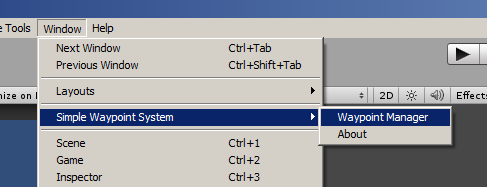 e Tools Window Help
Next Window Ctrl+Tab
Previous Window Ctrl+Shift+Tab
nize on
Layouts
2D
Effects
Simple Waypoint System
Waypoint Manager
About
Scene Ctrl+1
Game Ctrl+2
Inspector Ctrl+3